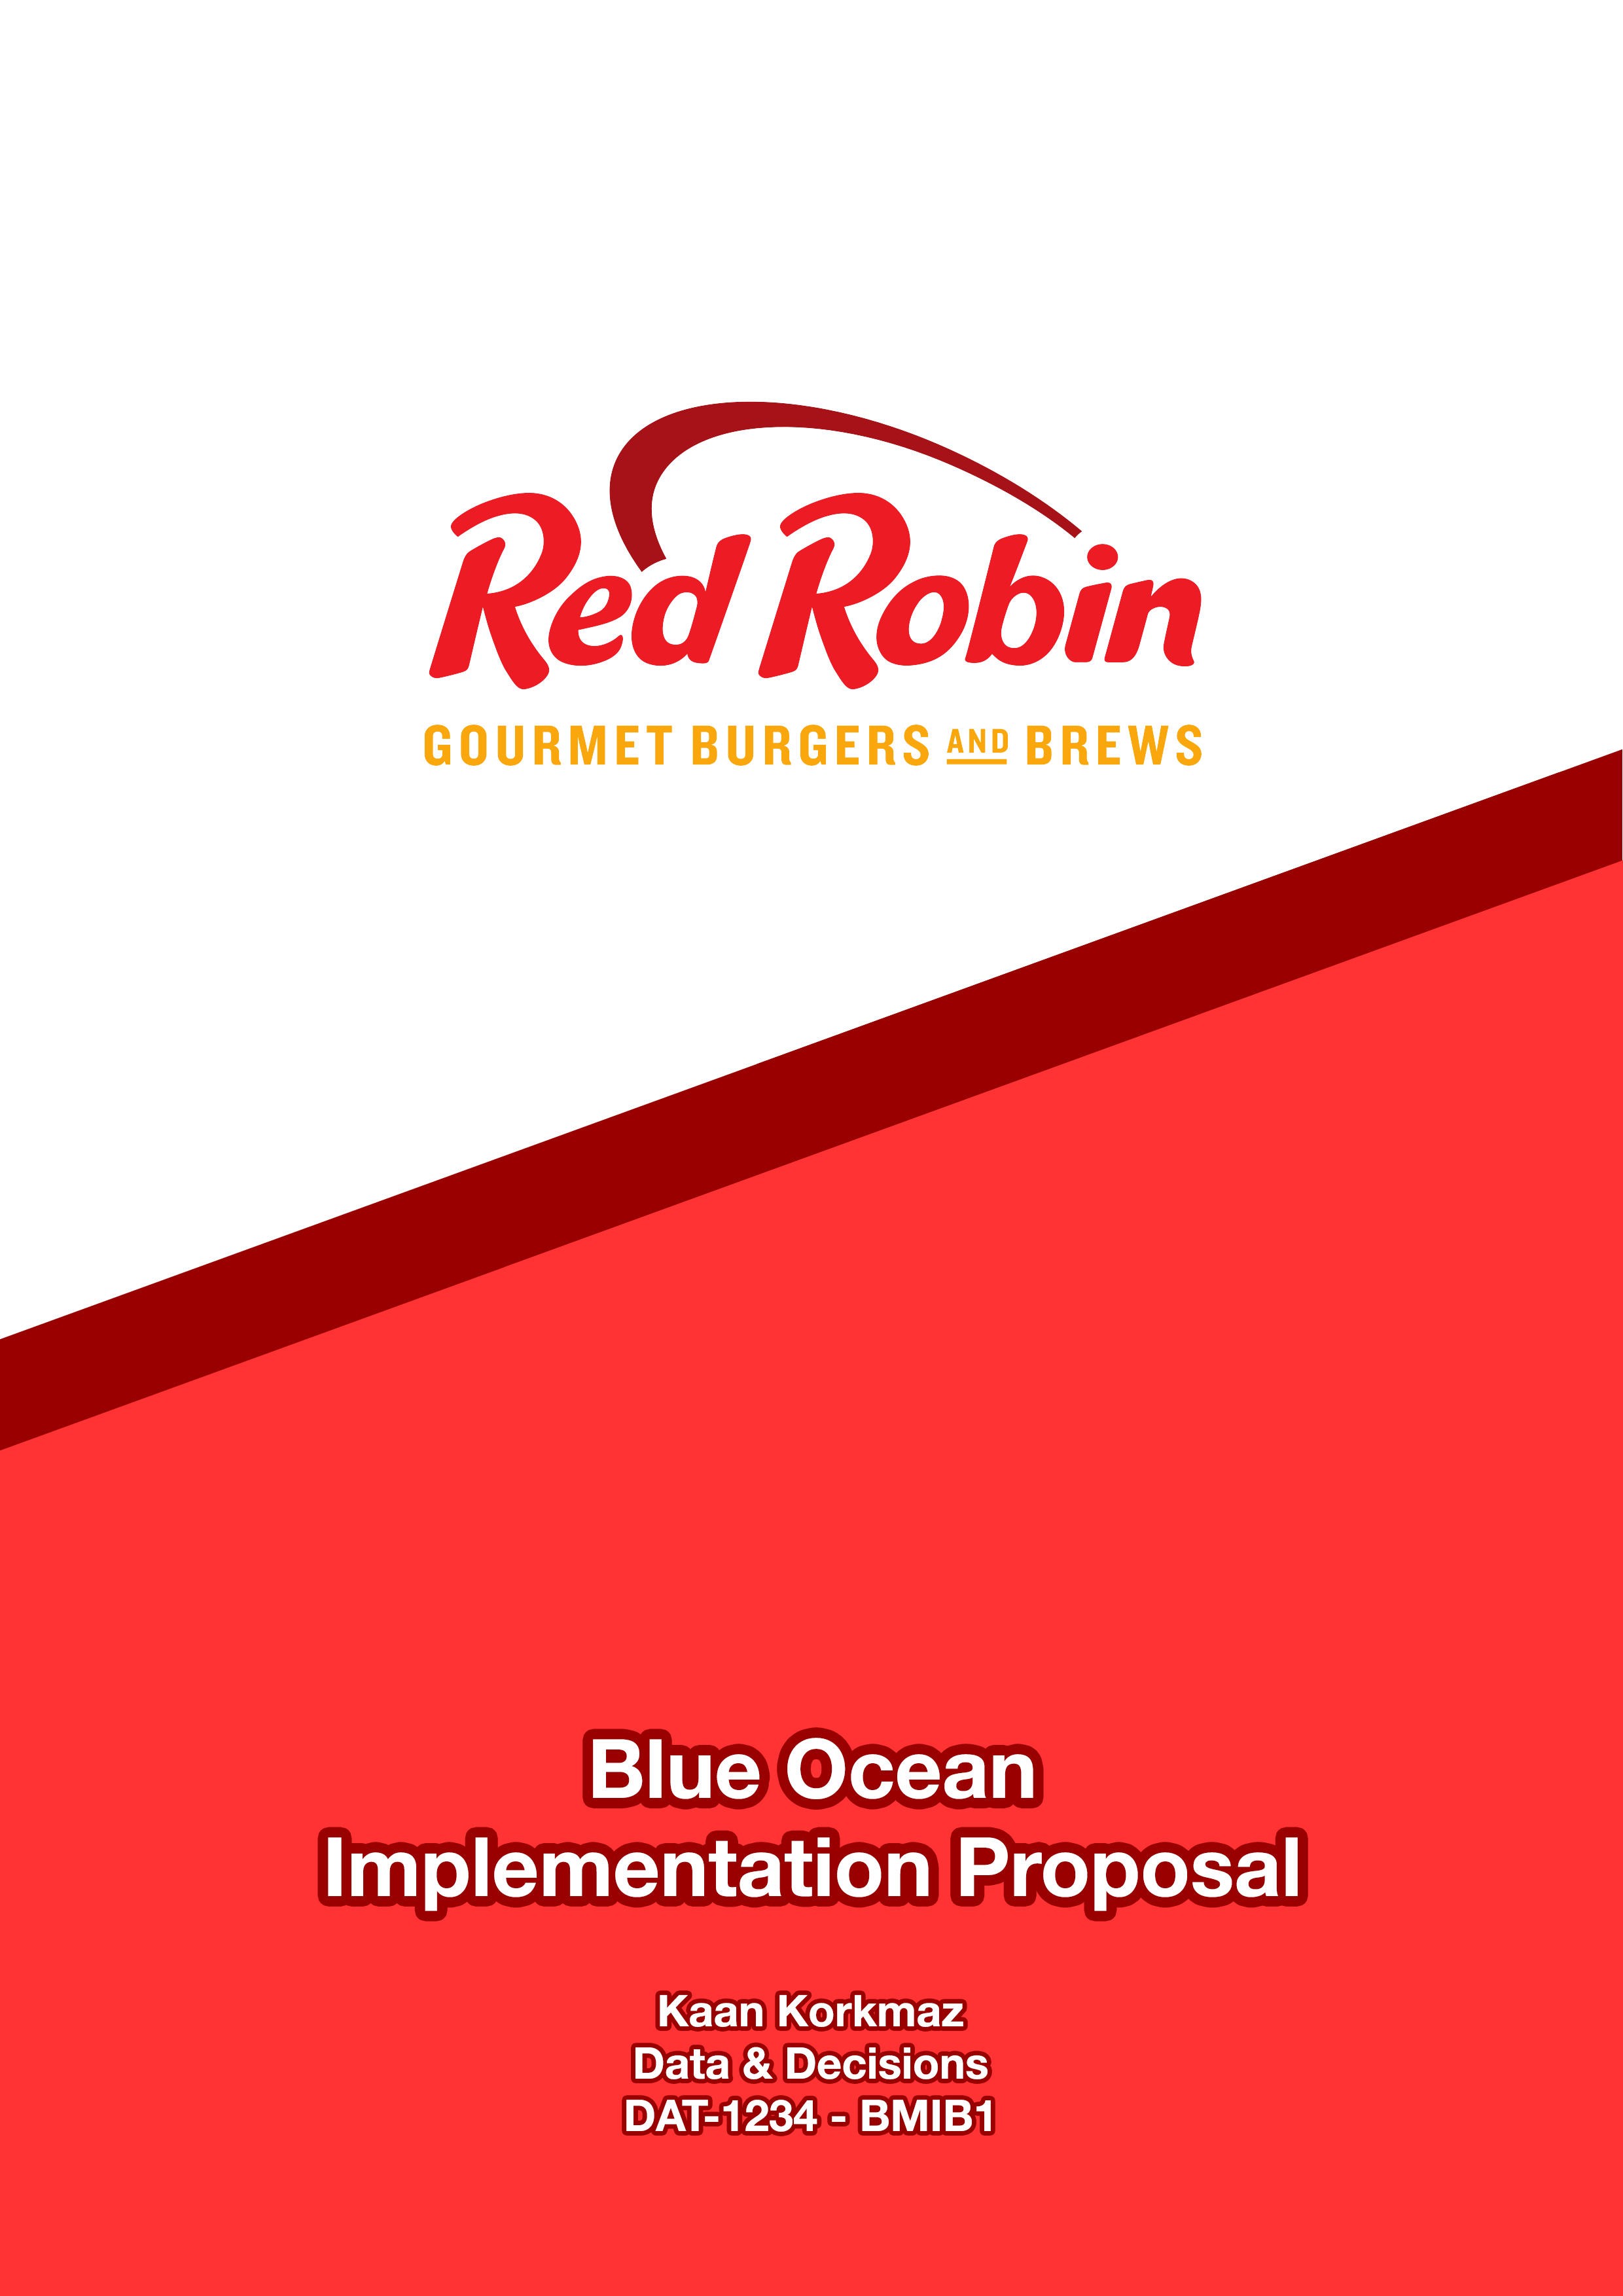 Red Robin
GOURMET BURGERS AND BREWS
Blue Ocean
Implementation Proposal
Kaan Korkmaz
Data & Decisions
DAT-1234 - BMIB1